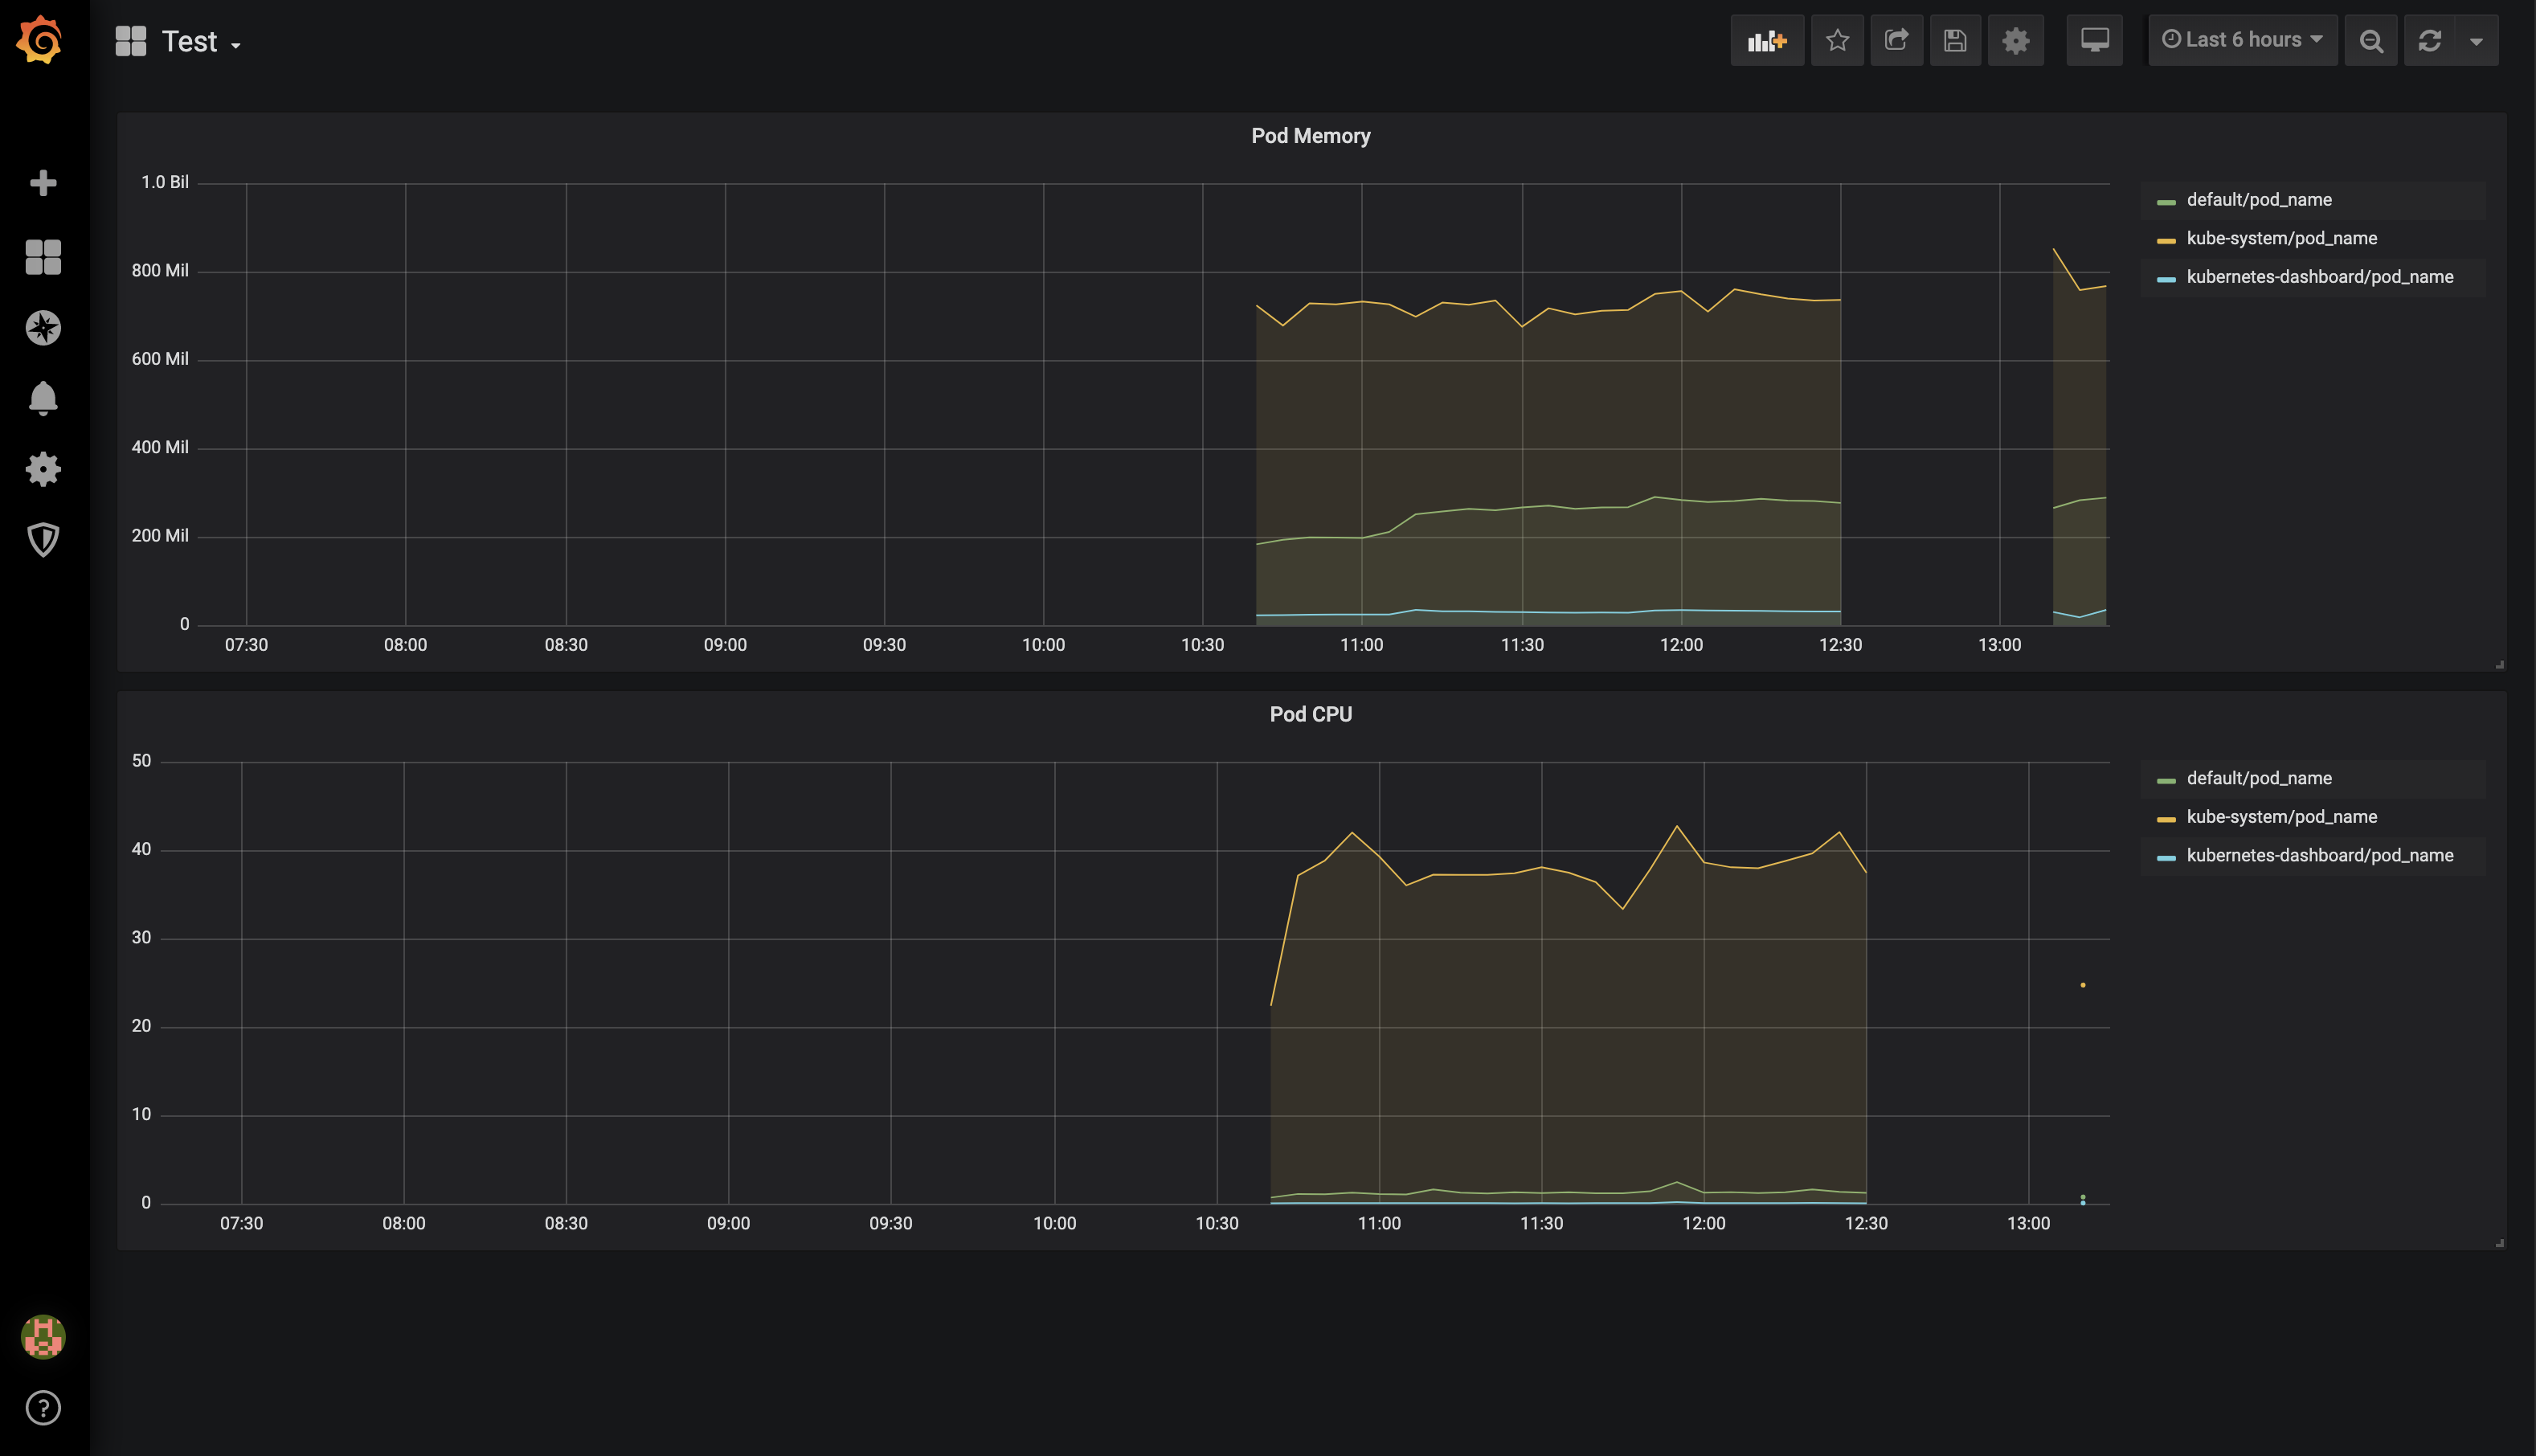 Test
Last 6 hours
Pod Memory
1.0 Bil
800 Mil
600 Mil
400 Mil
200 Mil
0
07:30 08:00 08:30 09:00 09:30 10:00 10:30 11:00 11:30 12:00 12:30 13:00
default/pod_name
kube-system/pod_name
kubernetes-dashboard/pod_name
Pod CPU
50
40
30
20
10
0
07:30 08:00 08:30 09:00 09:30 10:00 10:30 11:00 11:30 12:00 12:30 13:00
default/pod_name
kube-system/pod_name
kubernetes-dashboard/pod_name